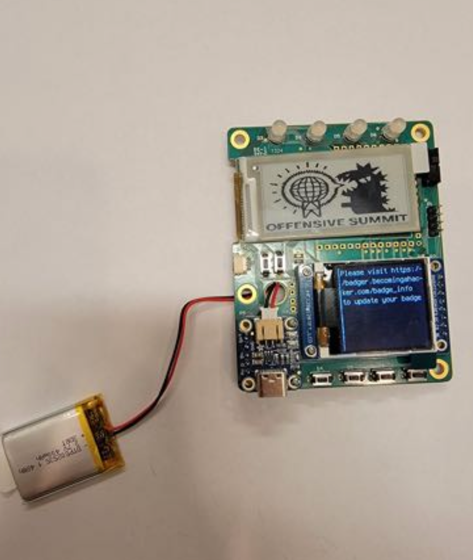 OFFENSIVE SUMMIT
Please visit https:/
/badger.becomingahac
ker.com/badge_info
to update your badge